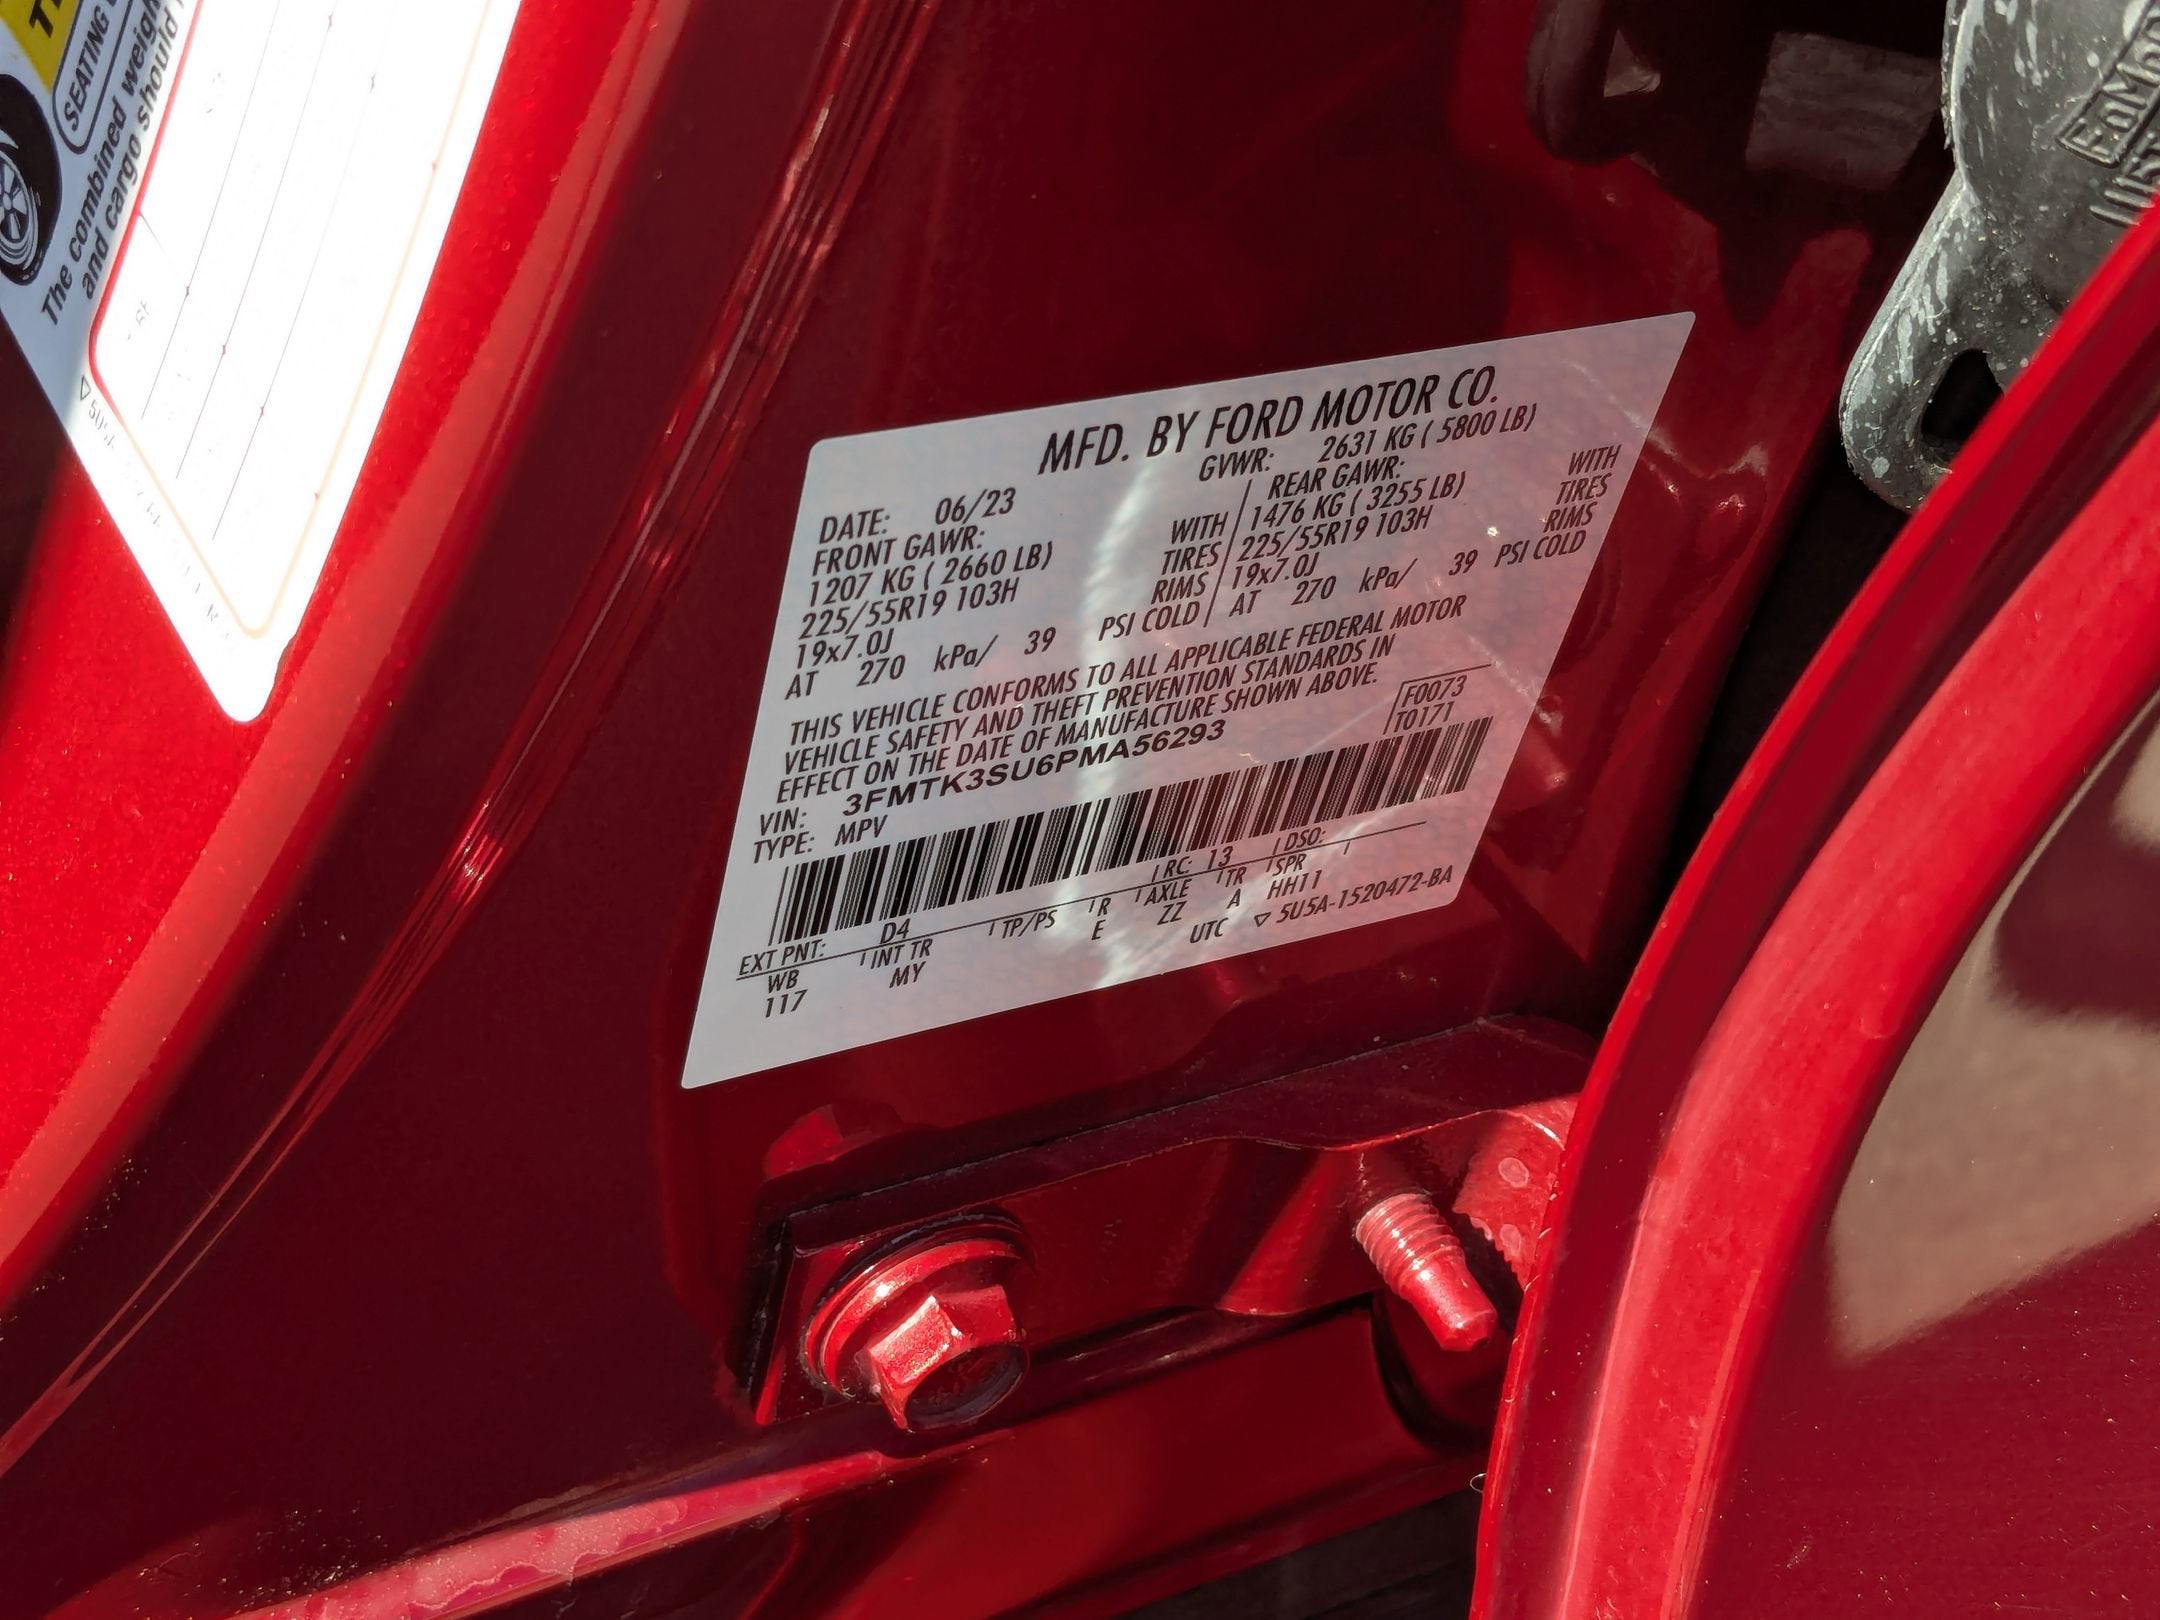 SEATING
The combined weight
and cargo should
MFD. BY FORD MOTOR CO.
DATE: 06/23 GVWR: 2631 KG ( 5800 LB)
FRONT GAWR: WITH REAR GAWR: WITH
1207 KG ( 2660 LB) TIRES 1476 KG ( 3255 LB) TIRES
225/55R19 103H RIMS 225/55R19 103H RIMS
19x7.0J 19x7.0J
AT 270 kPa/ 39 PSI COLD AT 270 kPa/ 39 PSI COLD
THIS VEHICLE CONFORMS TO ALL APPLICABLE FEDERAL MOTOR
VEHICLE SAFETY AND THEFT PREVENTION STANDARDS IN
EFFECT ON THE DATE OF MANUFACTURE SHOWN ABOVE.
F0073
VIN: 3FMTK3SU6PMA56293 T0171
TYPE: MPV
EXT PNT: D4 RC: 13 DSO:
WB INT TR TP/PS R AXLE TR SPR
117 MY E ZZ A HH11
UTC ▽ 5U5A-1520472-BA